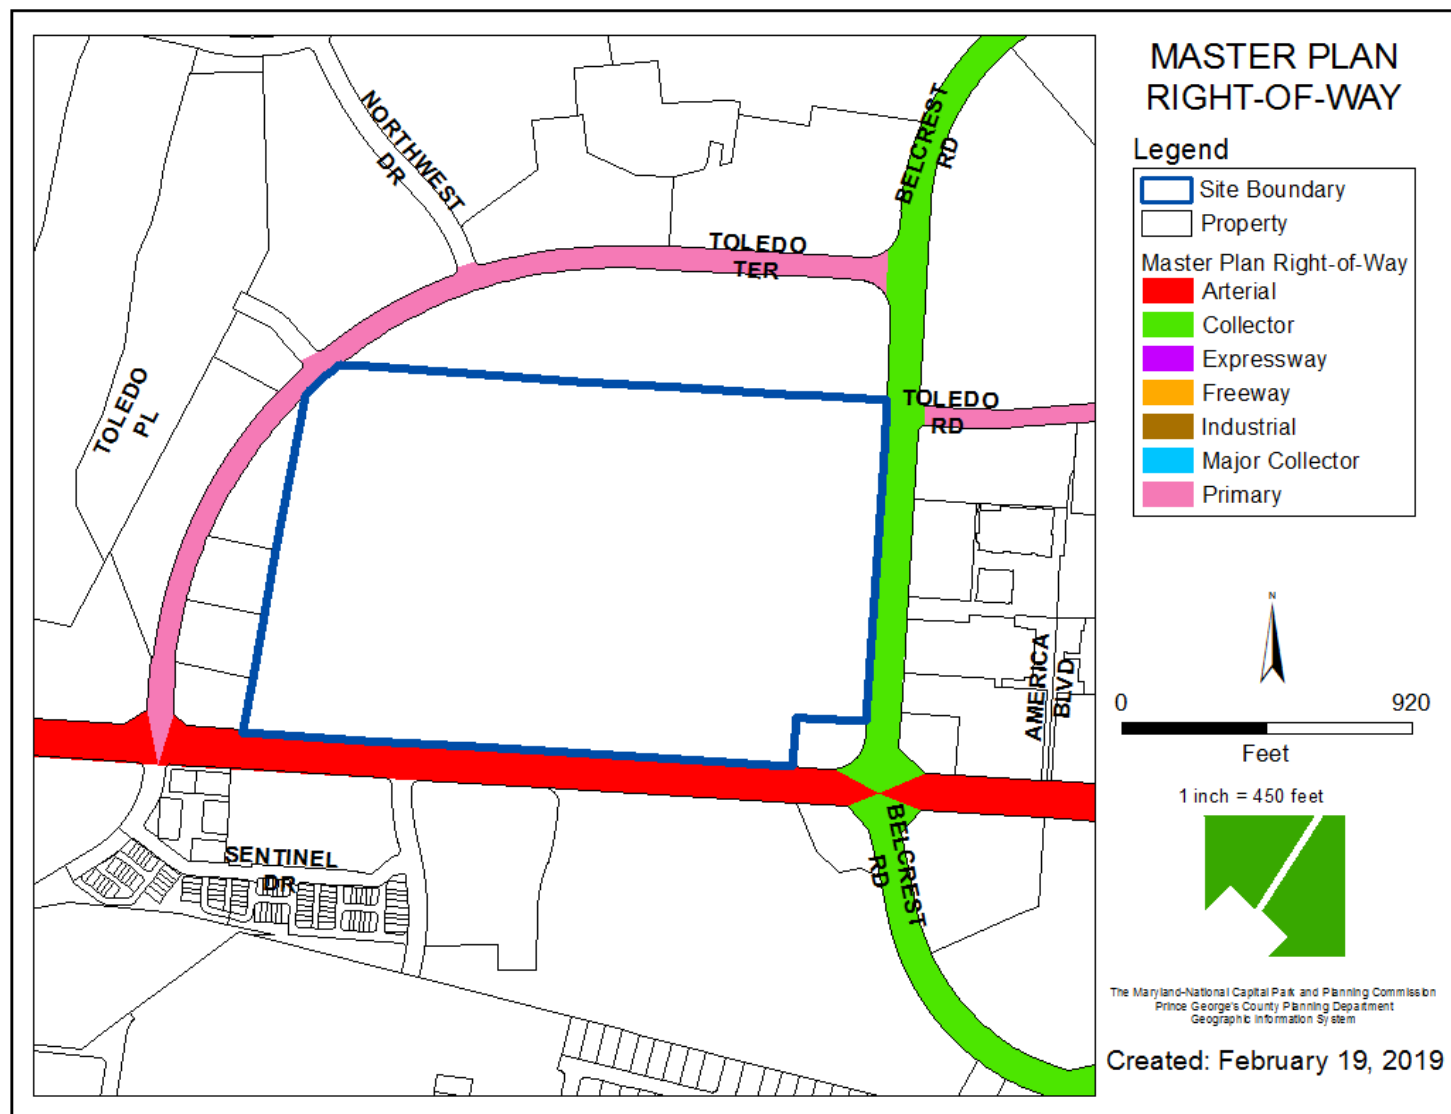 MASTER PLAN
RIGHT-OF-WAY
Legend
Site Boundary
Property
Master Plan Right-of-Way
Arterial
Collector
Expressway
Freeway
Industrial
Major Collector
Primary
NORTHWEST
DR
BELCREST
RD
TOLEDO
TER
TOLEDO
PL
TOLEDO
RD
AMERICA
BLVD
SENTINEL
DR
BELCREST
RD
N
0 920
Feet
1 inch = 450 feet
The Maryland-National Capital Park and Planning Commission
Prince George's County Planning Department
Geographic Information System
Created: February 19, 2019